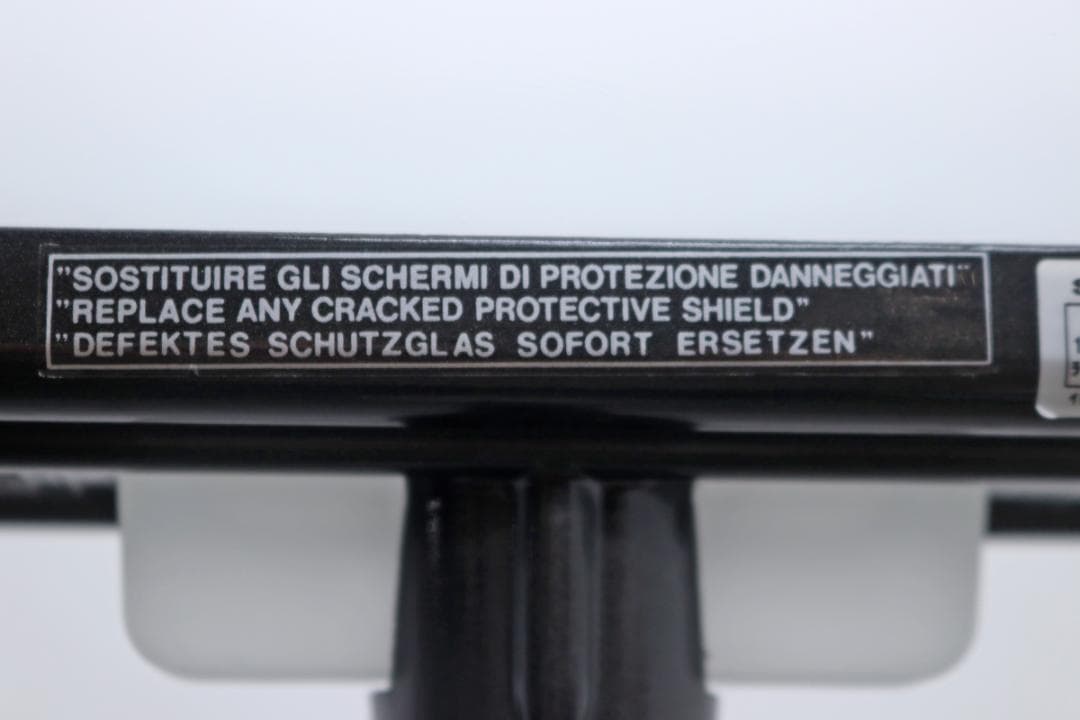 "SOSTITUIRE GLI SCHERMI DI PROTEZIONE DANNEGGIATI"
"REPLACE ANY CRACKED PROTECTIVE SHIELD"
"DEFEKTES SCHUTZGLAS SOFORT ERSETZEN"